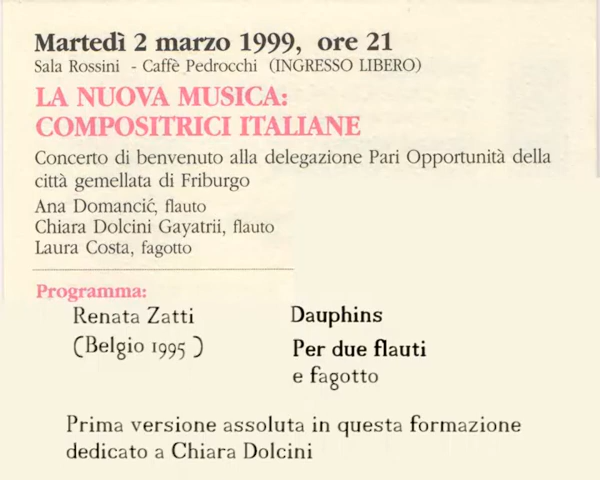 Martedì 2 marzo 1999, ore 21
Sala Rossini - Caffè Pedrocchi (INGRESSO LIBERO)
LA NUOVA MUSICA:
COMPOSITRICI ITALIANE
Concerto di benvenuto alla delegazione Pari Opportunità della
città gemellata di Friburgo
Ana Domancić, flauto
Chiara Dolcini Gayatrii, flauto
Laura Costa, fagotto
Programma:
Renata Zatti Dauphins
(Belgio 1995 ) Per due flauti
e fagotto
Prima versione assoluta in questa formazione
dedicato a Chiara Dolcini